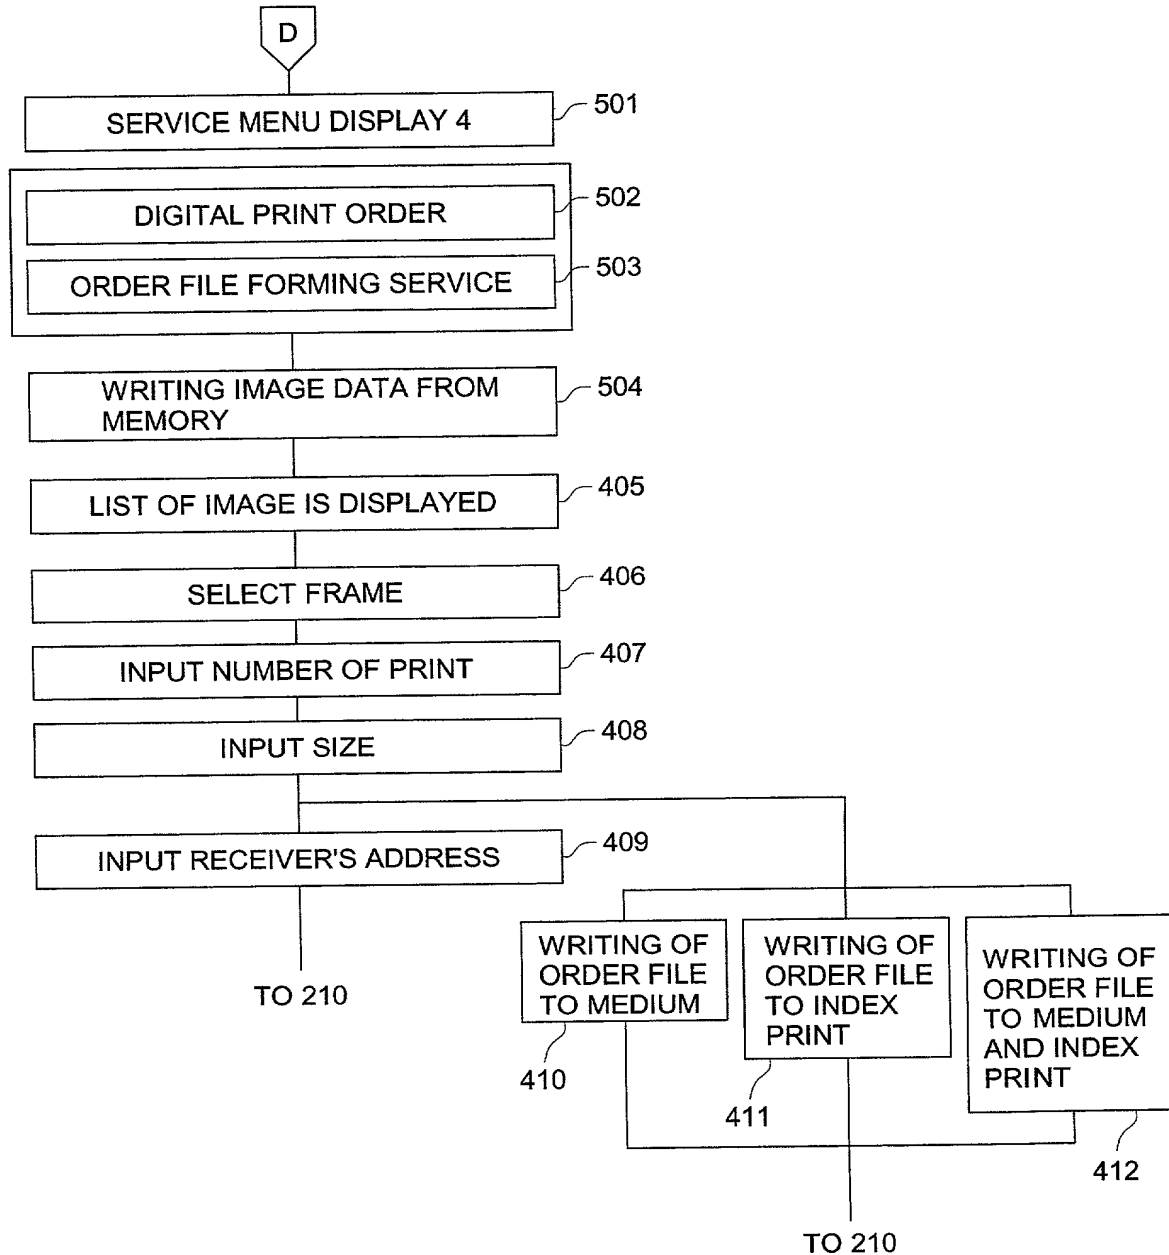 D
SERVICE MENU DISPLAY 4
501
DIGITAL PRINT ORDER
502
ORDER FILE FORMING SERVICE
503
WRITING IMAGE DATA FROM
MEMORY
504
LIST OF IMAGE IS DISPLAYED
405
SELECT FRAME
406
INPUT NUMBER OF PRINT
407
INPUT SIZE
408
INPUT RECEIVER'S ADDRESS
409
TO 210
WRITING OF
ORDER FILE
TO MEDIUM
410
WRITING OF
ORDER FILE
TO INDEX
PRINT
411
WRITING OF
ORDER FILE
TO MEDIUM
AND INDEX
PRINT
412
TO 210